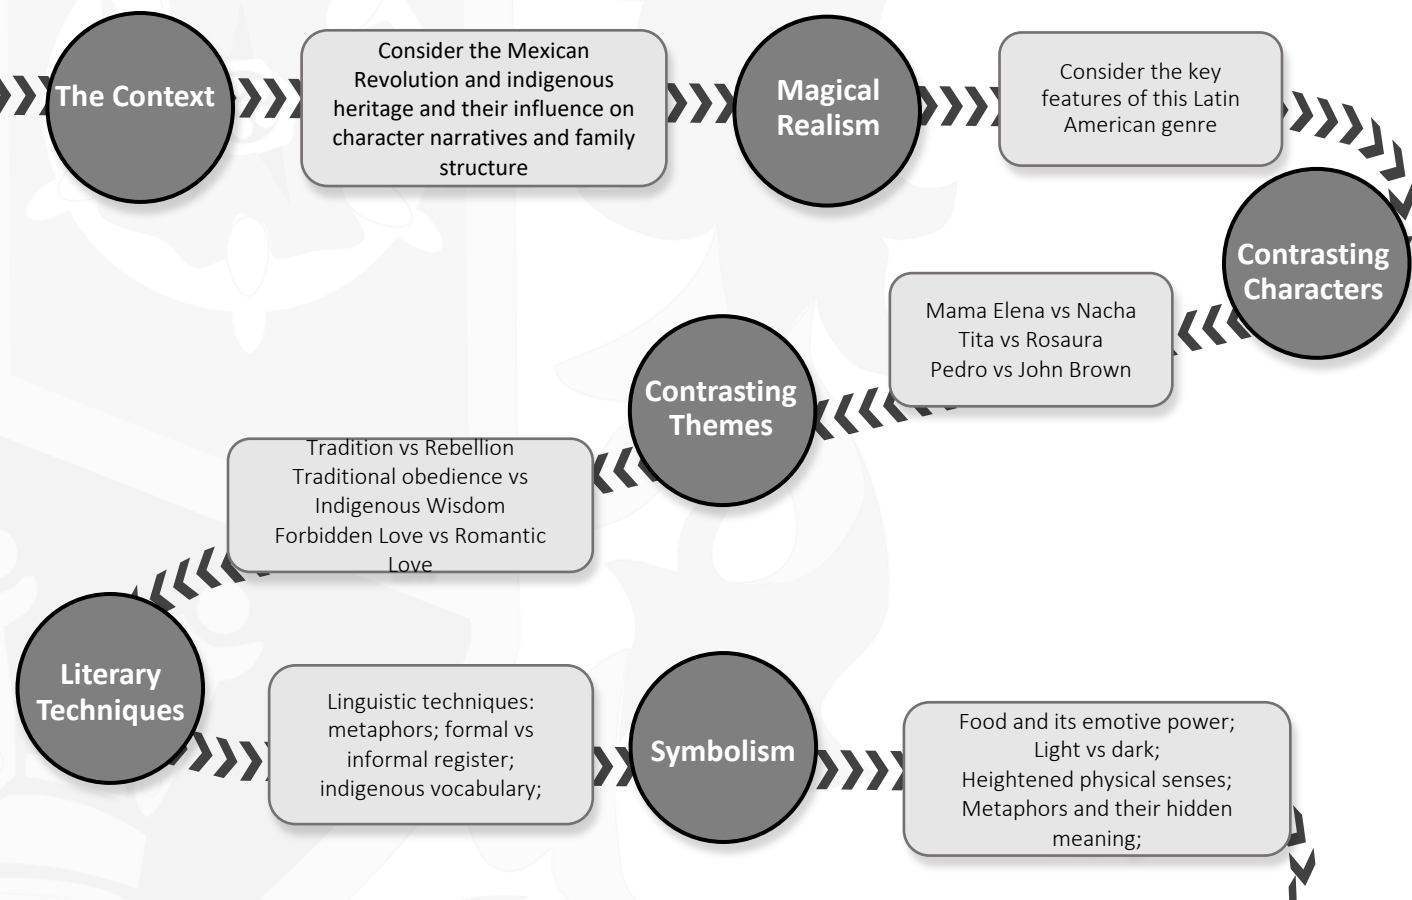 The Context
Consider the Mexican
Revolution and indigenous
heritage and their influence on
character narratives and family
structure
Magical
Realism
Consider the key
features of this Latin
American genre
Contrasting
Characters
Mama Elena vs Nacha
Tita vs Rosaura
Pedro vs John Brown
Contrasting
Themes
Tradition vs Rebellion
Traditional obedience vs
Indigenous Wisdom
Forbidden Love vs Romantic
Love
Literary
Techniques
Linguistic techniques:
metaphors; formal vs
informal register;
indigenous vocabulary;
Symbolism
Food and its emotive power;
Light vs dark;
Heightened physical senses;
Metaphors and their hidden
meaning;